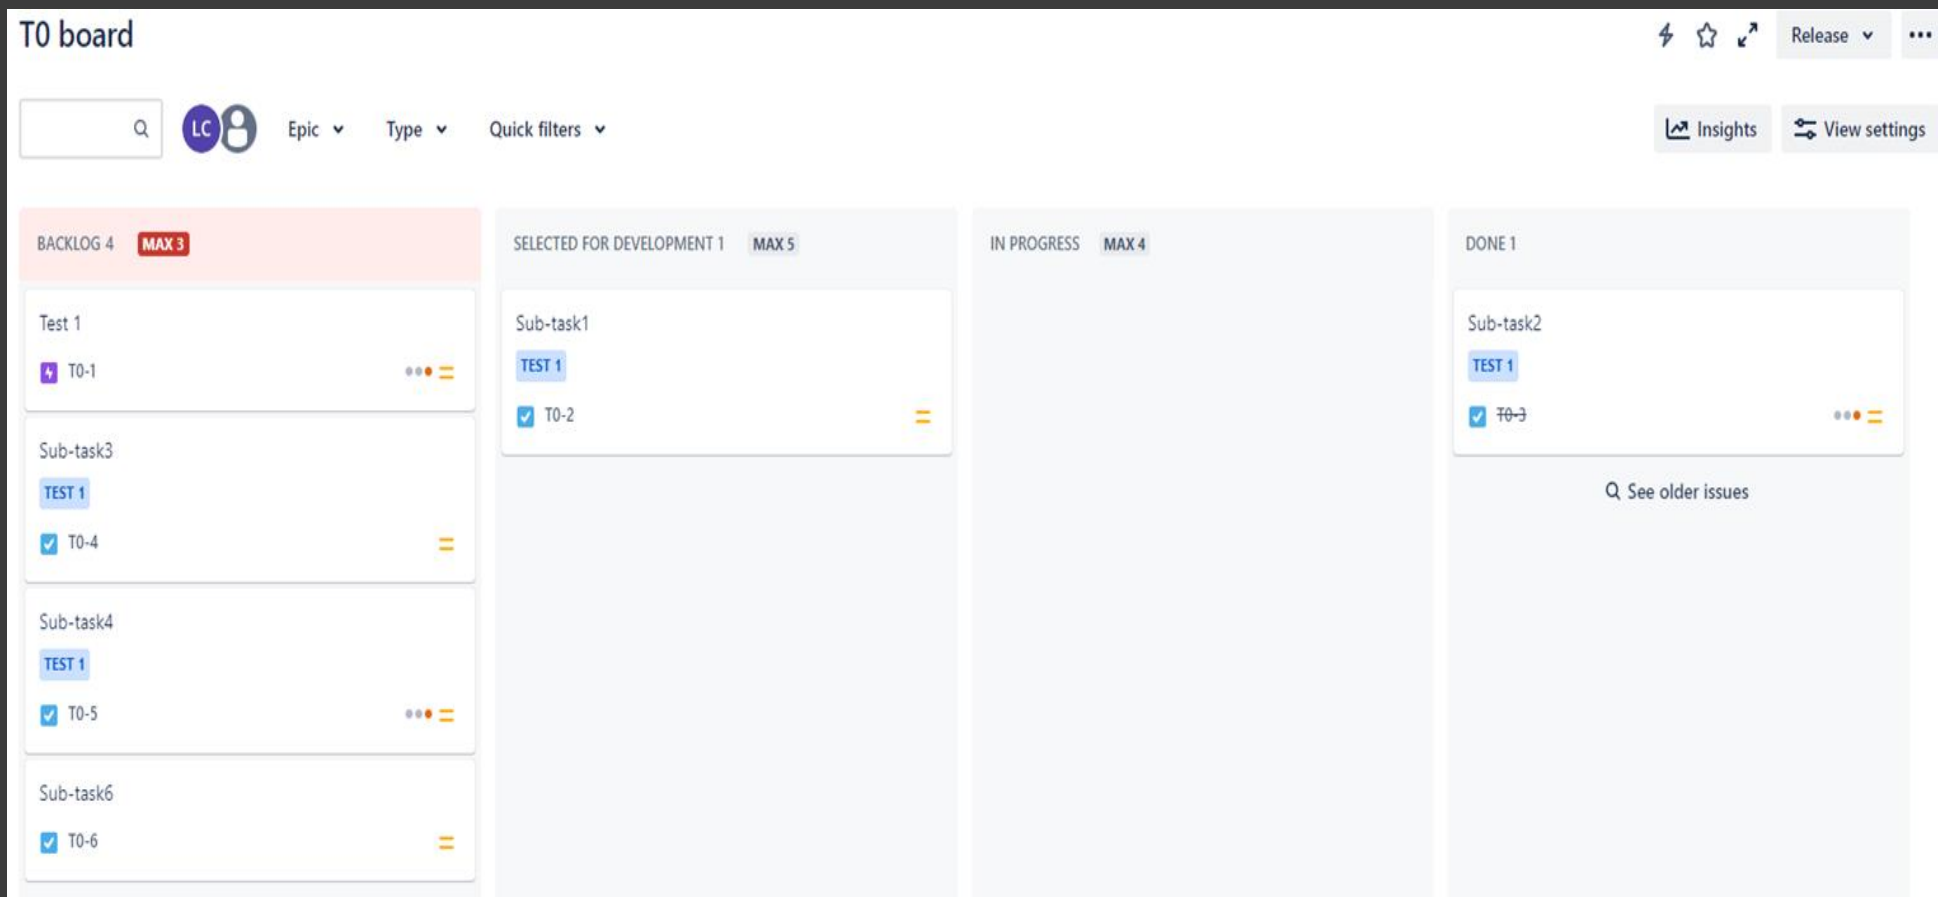 T0 board
Release
LC
Epic
Type
Quick filters
Insights
View settings
BACKLOG 4 MAX 3
Test 1
T0-1
Sub-task3
TEST 1
T0-4
Sub-task4
TEST 1
T0-5
Sub-task6
T0-6
SELECTED FOR DEVELOPMENT 1 MAX 5
Sub-task1
TEST 1
T0-2
IN PROGRESS MAX 4
DONE 1
Sub-task2
TEST 1
T0-3
See older issues